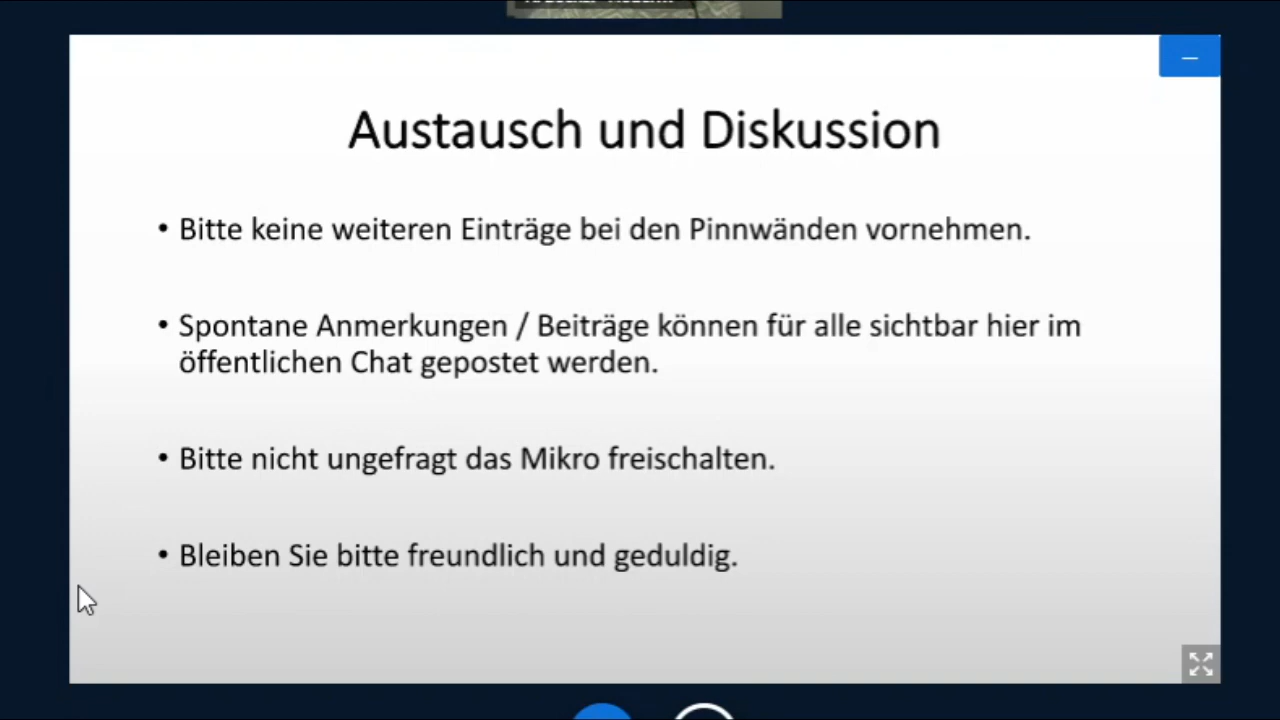 Austausch und Diskussion
• Bitte keine weiteren Einträge bei den Pinnwänden vornehmen.
• Spontane Anmerkungen / Beiträge können für alle sichtbar hier im
öffentlichen Chat gepostet werden.
• Bitte nicht ungefragt das Mikro freischalten.
• Bleiben Sie bitte freundlich und geduldig.